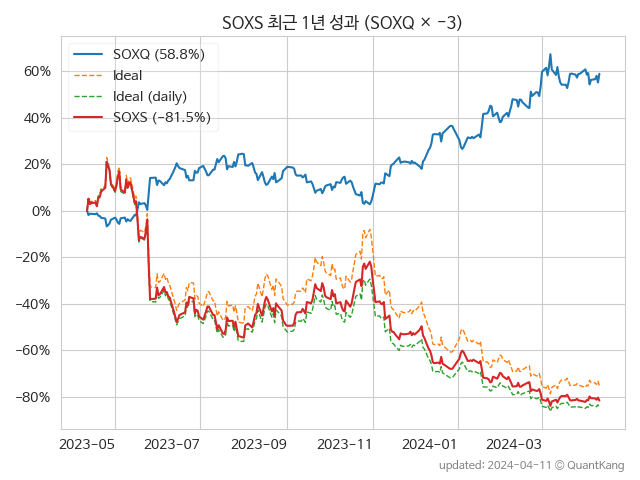 SOXS 최근 1년 성과 (SOXQ × −3)
SOXQ (58.8%)
Ideal
Ideal (daily)
SOXS (−81.5%)
60%
40%
20%
0%
−20%
−40%
−60%
−80%
2023-05 2023-07 2023-09 2023-11 2024-01 2024-03
updated: 2024-04-11 © QuantKang